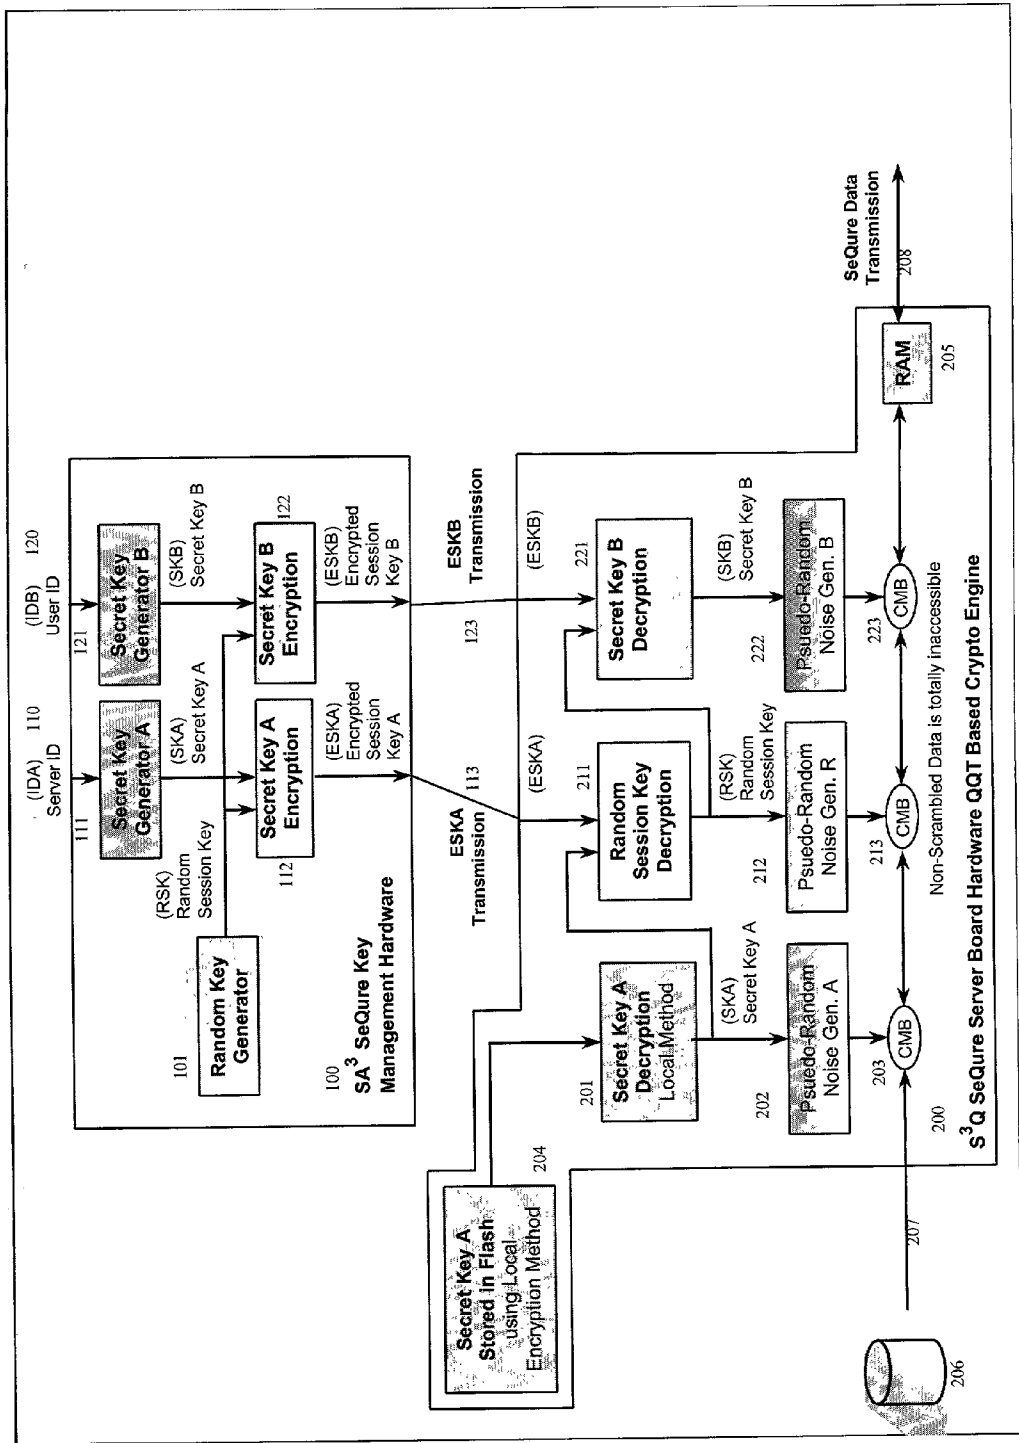 (IDA)
Server ID
110
(IDB)
User ID
120
111
Secret Key
Generator A
121
Secret Key
Generator B
(RSK)
Random
Session Key
(SKA)
Secret Key A
(SKB)
Secret Key B
101
Random Key
Generator
112
Secret Key A
Encryption
Secret Key B
Encryption
122
100
SA³ SeQure Key
Management Hardware
(ESKA)
Encrypted
Session
Key A
(ESKB)
Encrypted
Session
Key B
ESKA
Transmission
113
123
ESKB
Transmission
Secret Key A
Stored in Flash
using Local
Encryption Method
204
(ESKA)
(ESKB)
201
Secret Key A
Decryption
Local Method
211
Random
Session Key
Decryption
221
Secret Key B
Decryption
(SKA)
Secret Key A
(RSK)
Random
Session Key
(SKB)
Secret Key B
202
Psuedo-Random
Noise Gen. A
212
Psuedo-Random
Noise Gen. R
222
Psuedo-Random
Noise Gen. B
203
CMB
213
CMB
223
CMB
RAM
205
SeQure Data
Transmission
208
206
207
200
Non-Scrambled Data is totally inaccessible
S³Q SeQure Server Board Hardware QQT Based Crypto Engine